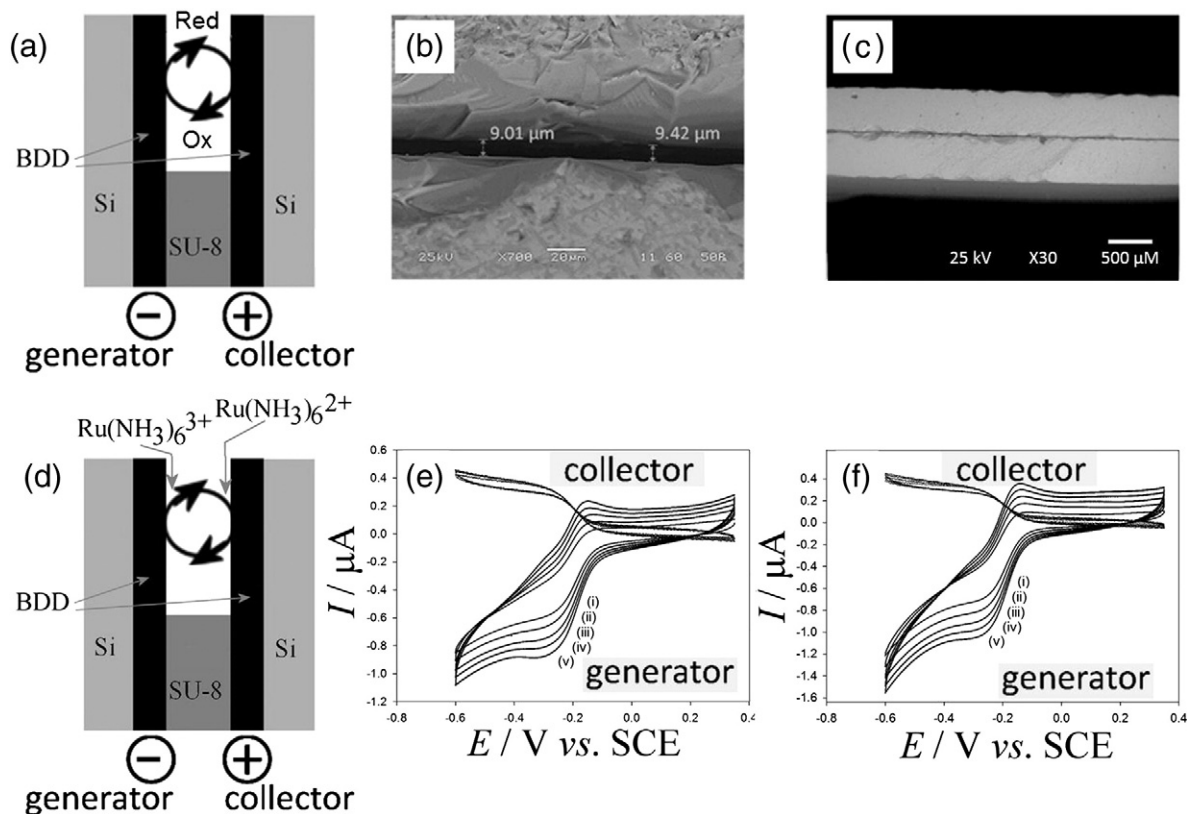 (a)
Red
Ox
BDD
Si
Si
SU-8
−
+
generator
collector
(b)
9.01 μm
9.42 μm
25kV
X700
20μm
11 60 50A
(c)
25 kV
X30
500 μM
(d)
Ru(NH3)6 3+
Ru(NH3)6 2+
BDD
Si
Si
SU-8
−
+
generator
collector
(e)
collector
0.6
0.4
0.2
0.0
-0.2
-0.4
-0.6
-0.8
-1.0
-1.2
I / μA
(i)
(ii)
(iii)
(iv)
(v)
generator
-0.8
-0.6
-0.4
-0.2
0.0
0.2
0.4
E / V vs. SCE
(f)
collector
0.6
0.4
0.2
0.0
-0.2
-0.4
-0.6
-0.8
-1.0
-1.2
-1.4
-1.6
I / μA
(i)
(ii)
(iii)
(iv)
(v)
generator
-0.8
-0.6
-0.4
-0.2
0.0
0.2
0.4
E / V vs. SCE